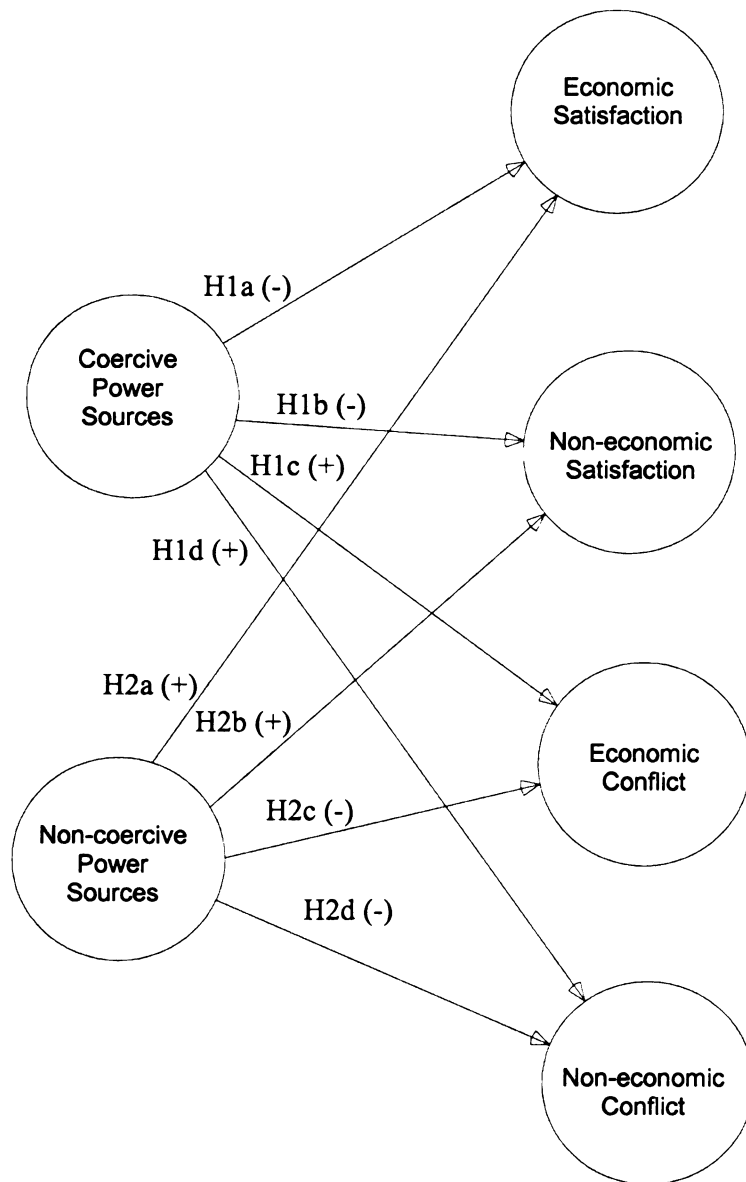 Economic
Satisfaction
H1a (-)
Coercive
Power
Sources
H1b (-)
Non-economic
Satisfaction
H1c (+)
H1d (+)
H2a (+)
H2b (+)
Economic
Conflict
H2c (-)
Non-coercive
Power
Sources
H2d (-)
Non-economic
Conflict